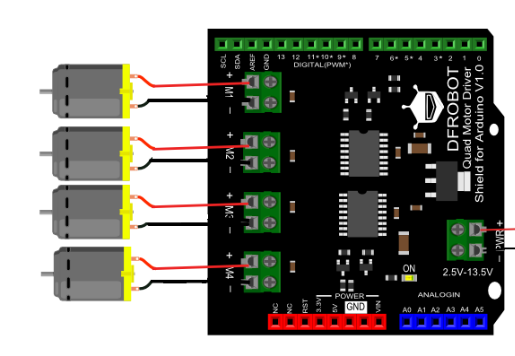 SCL SDA AREF GND 13 12 11* 10* 9* 8 7 6* 5* 4 3* 2 1 0
DIGITAL(PWM*)
+ M1 -
+ M2 -
+ M3 -
+ M4 -
DFROBOT
Quad Motor Driver
Shield for Arduino V1.0
+ PWR -
2.5V-13.5V
ON
POWER
ANALOGIN
NC NC RST 3.3V 5V GND VIN
A0 A1 A2 A3 A4 A5